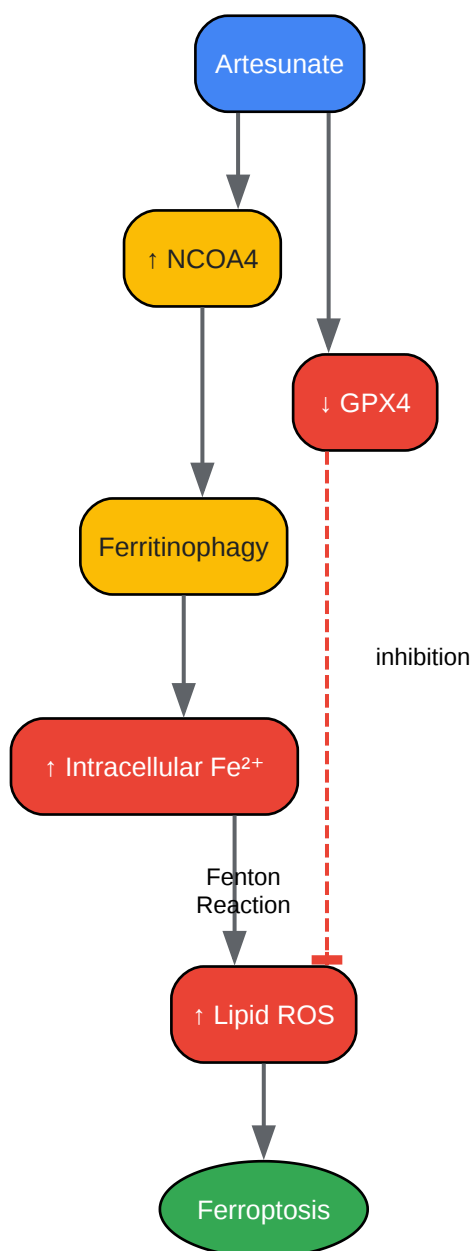 Artesunate
↑ NCOA4
↓ GPX4
Ferritinophagy
inhibition
↑ Intracellular Fe²⁺
Fenton
Reaction
↑ Lipid ROS
Ferroptosis